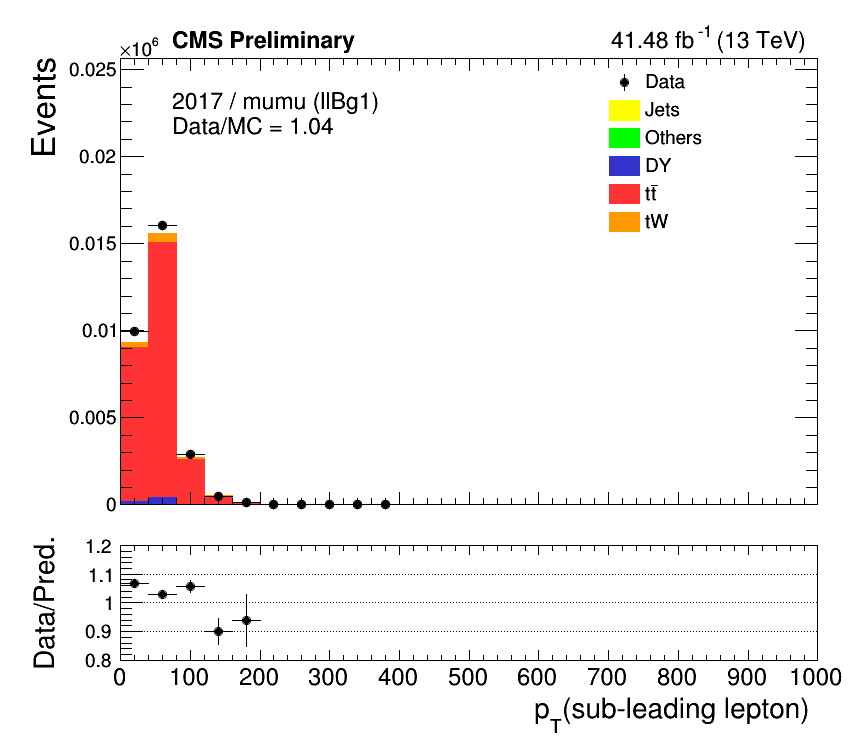 ×10⁶ CMS Preliminary 41.48 fb⁻¹ (13 TeV)
Events
0.025
0.02
0.015
0.01
0.005
0
2017 / mumu (llBg1)
Data/MC = 1.04
Data
Jets
Others
DY
tt̄
tW
Data/Pred.
1.2
1.1
1
0.9
0.8
0 100 200 300 400 500 600 700 800 900 1000
p_T(sub-leading lepton)